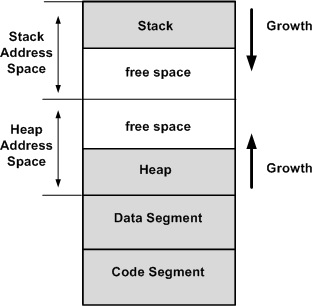 Stack
Address
Space
Stack
Growth
free space
Heap
Address
Space
free space
Heap
Growth
Data Segment
Code Segment